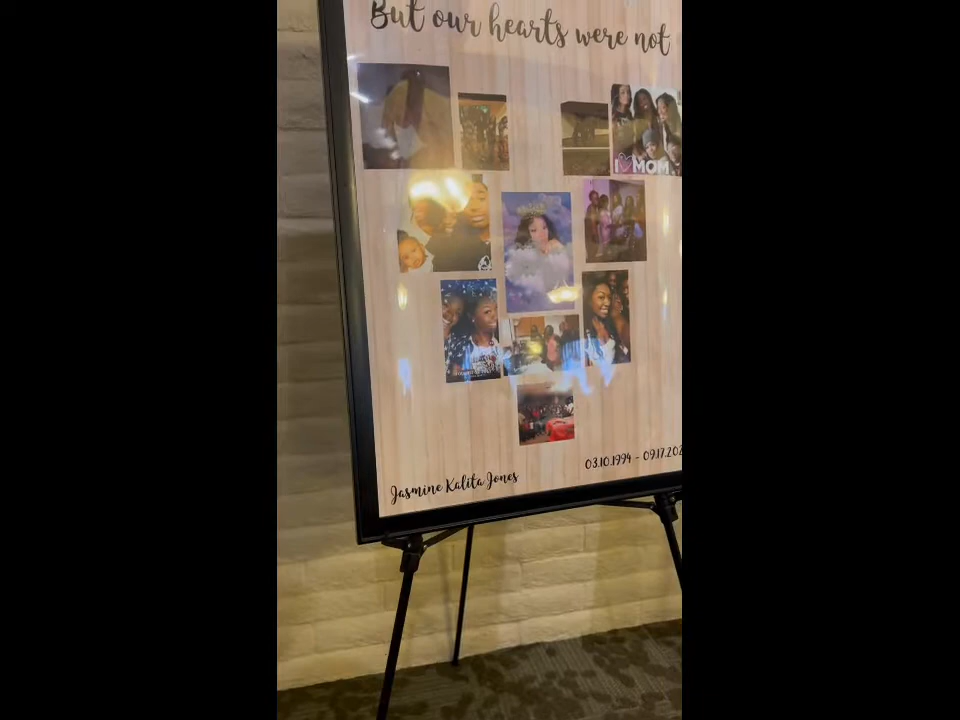 But our hearts were not
I ♡ MOM
Jasmine Kalita Jones
03.10.1994 - 09.17.202